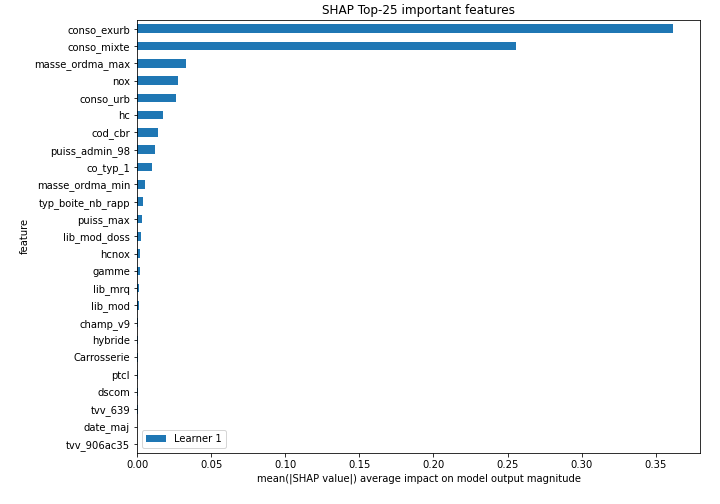 SHAP Top-25 important features
conso_exurb
conso_mixte
masse_ordma_max
nox
conso_urb
hc
cod_cbr
puiss_admin_98
co_typ_1
masse_ordma_min
typ_boite_nb_rapp
puiss_max
lib_mod_doss
hcnox
gamme
lib_mrq
lib_mod
champ_v9
hybride
Carrosserie
ptcl
dscom
tvv_639
date_maj
tvv_906ac35
feature
Learner 1
0.00 0.05 0.10 0.15 0.20 0.25 0.30 0.35
mean(|SHAP value|) average impact on model output magnitude